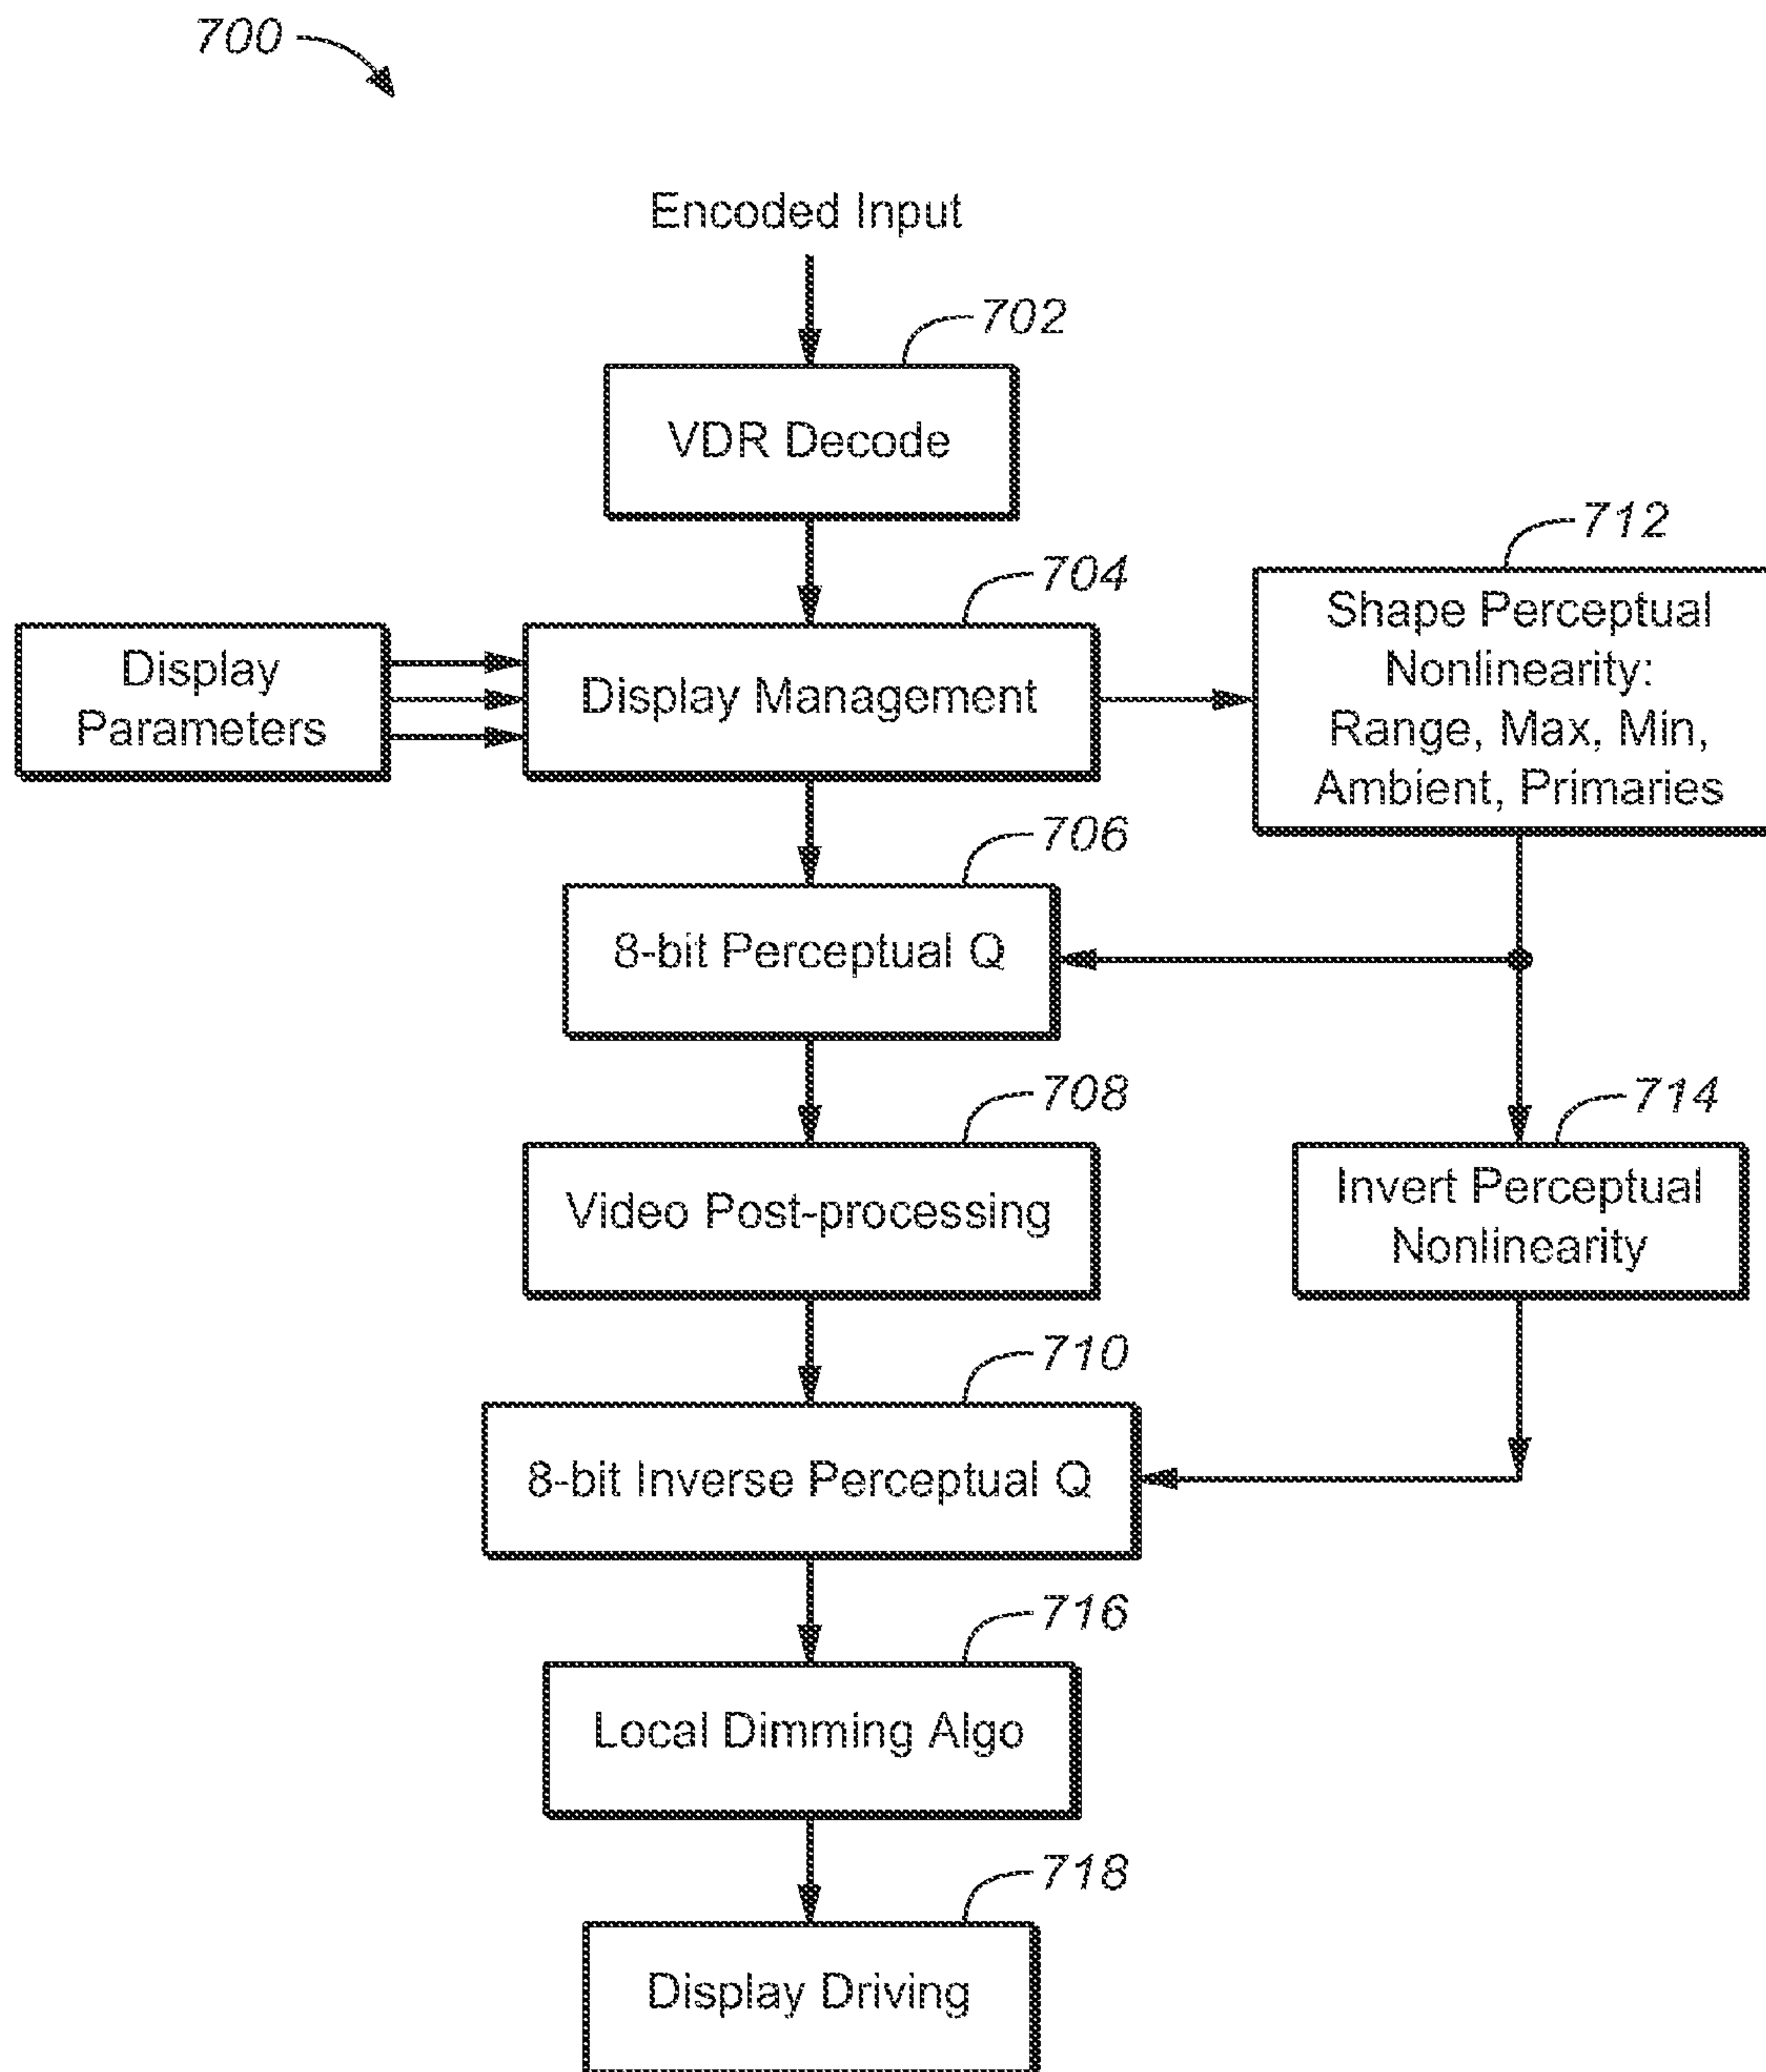 700
Encoded Input
702
VDR Decode
704
Display
Parameters
Display Management
712
Shape Perceptual
Nonlinearity:
Range, Max, Min,
Ambient, Primaries
706
8-bit Perceptual Q
708
Video Post-processing
714
Invert Perceptual
Nonlinearity
710
8-bit Inverse Perceptual Q
716
Local Dimming Algo
718
Display Driving